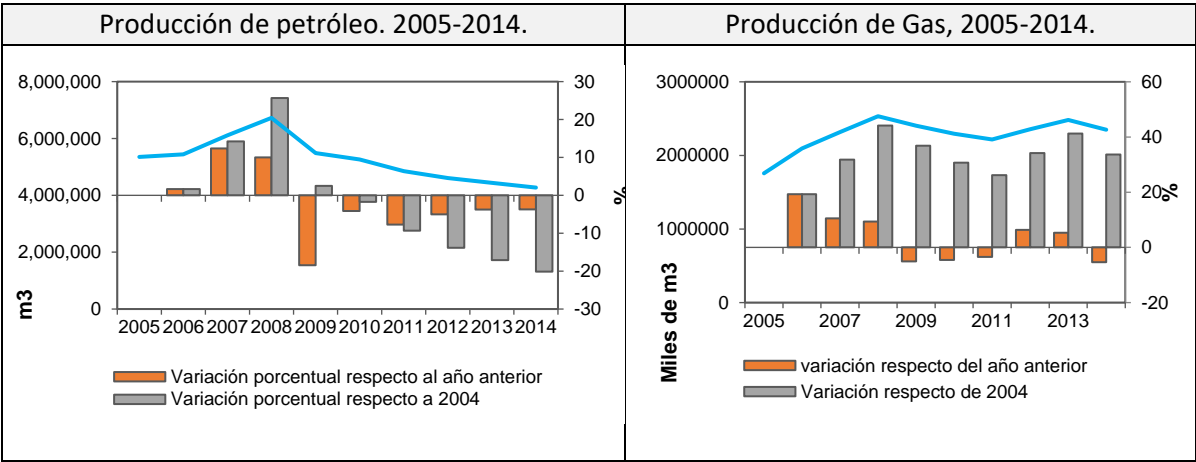 Producción de petróleo. 2005-2014.
Producción de Gas, 2005-2014.
8,000,000
6,000,000
4,000,000
2,000,000
0
m3
30
20
10
0
-10
-20
-30
%
2005 2006 2007 2008 2009 2010 2011 2012 2013 2014
Variación porcentual respecto al año anterior
Variación porcentual respecto a 2004
3000000
2000000
1000000
0
Miles de m3
60
40
20
0
-20
%
2005 2007 2009 2011 2013
variación respecto del año anterior
Variación respecto de 2004